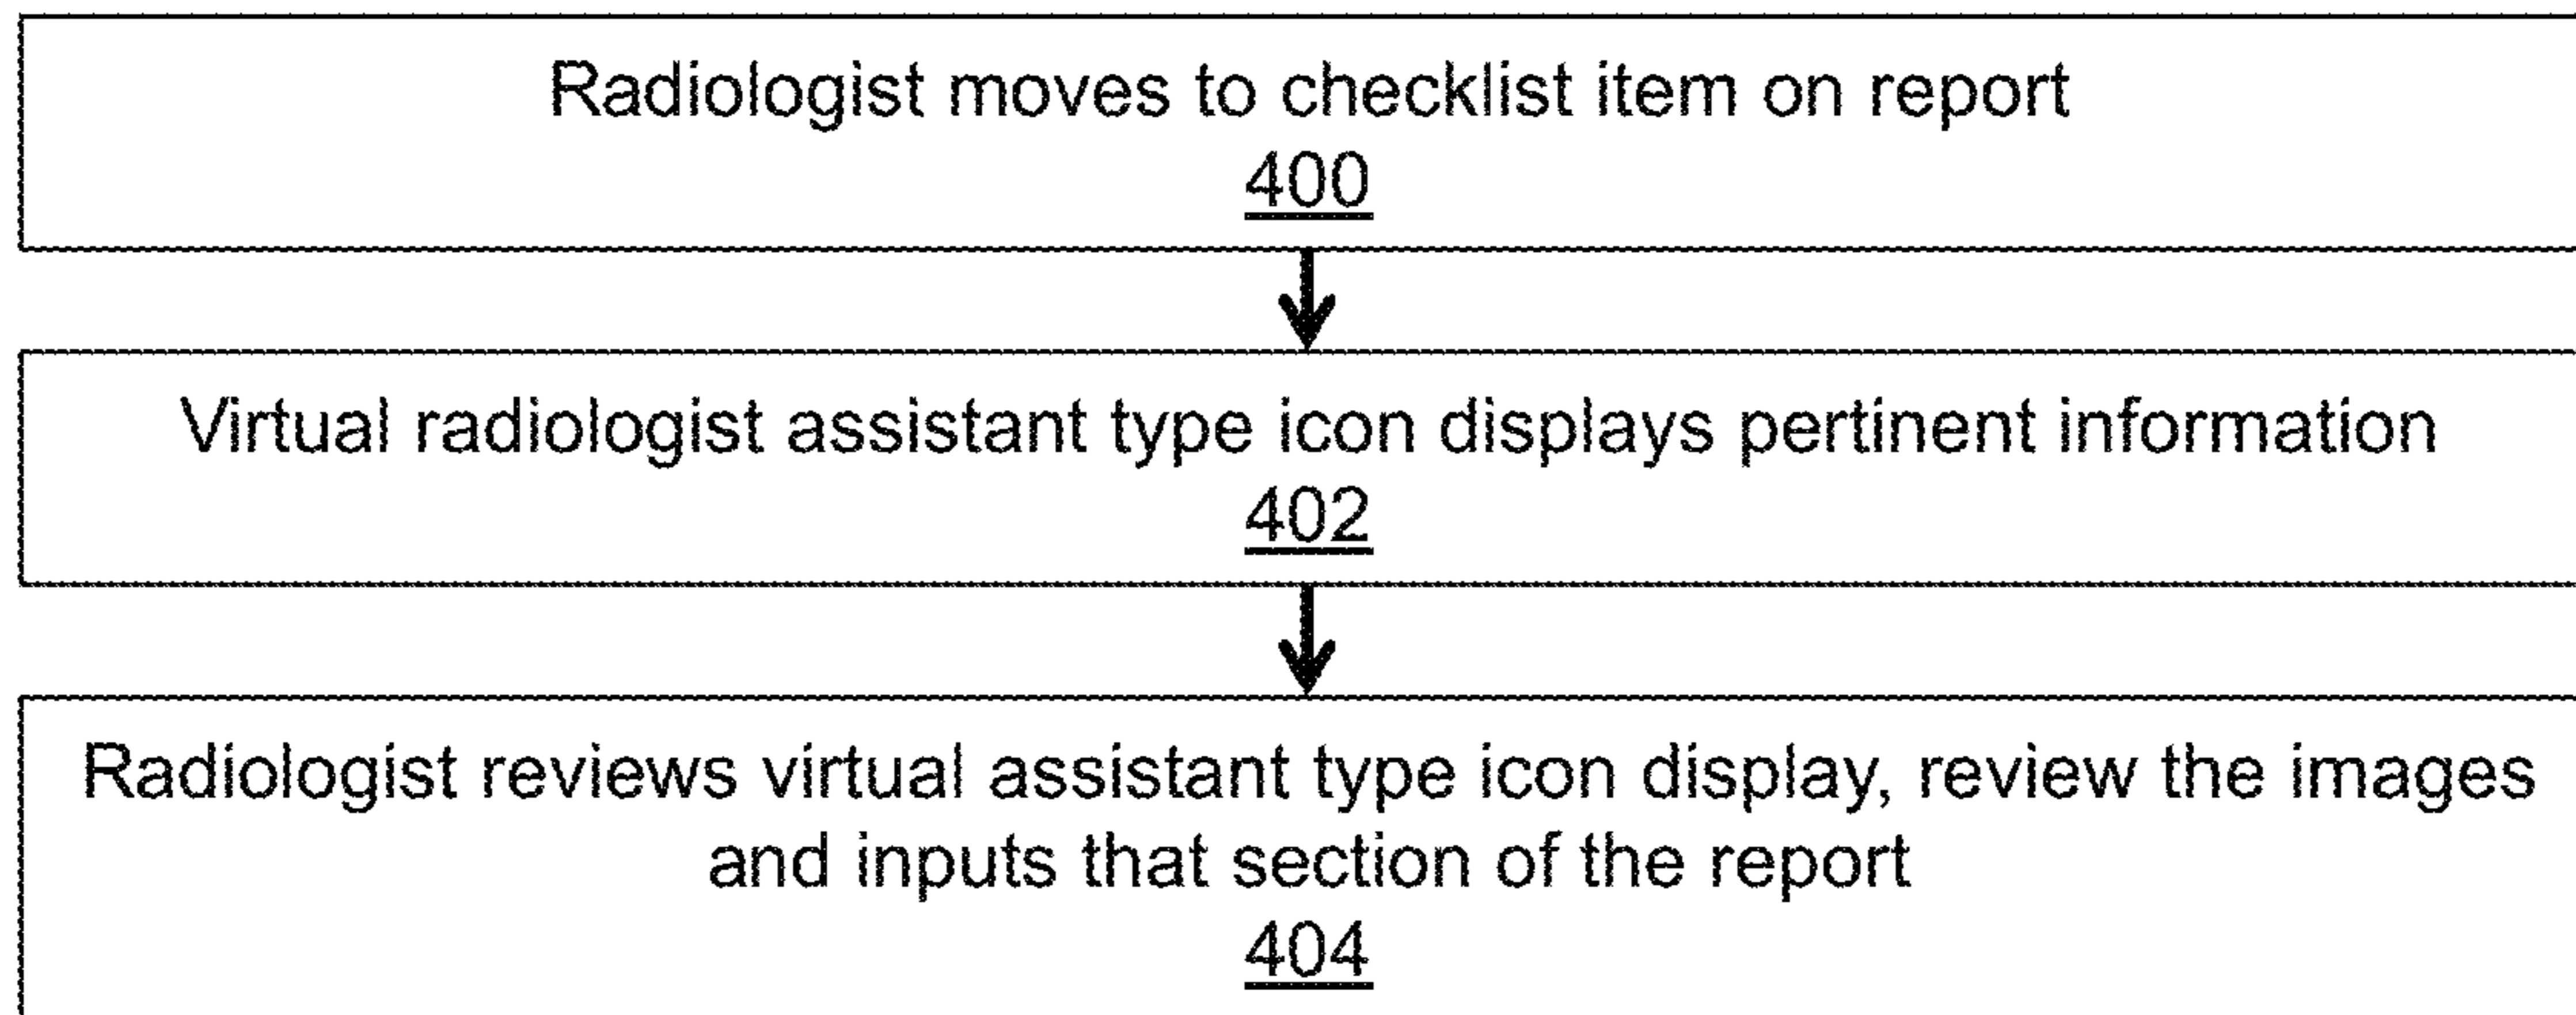 Radiologist moves to checklist item on report
400
Virtual radiologist assistant type icon displays pertinent information
402
Radiologist reviews virtual assistant type icon display, review the images
and inputs that section of the report
404